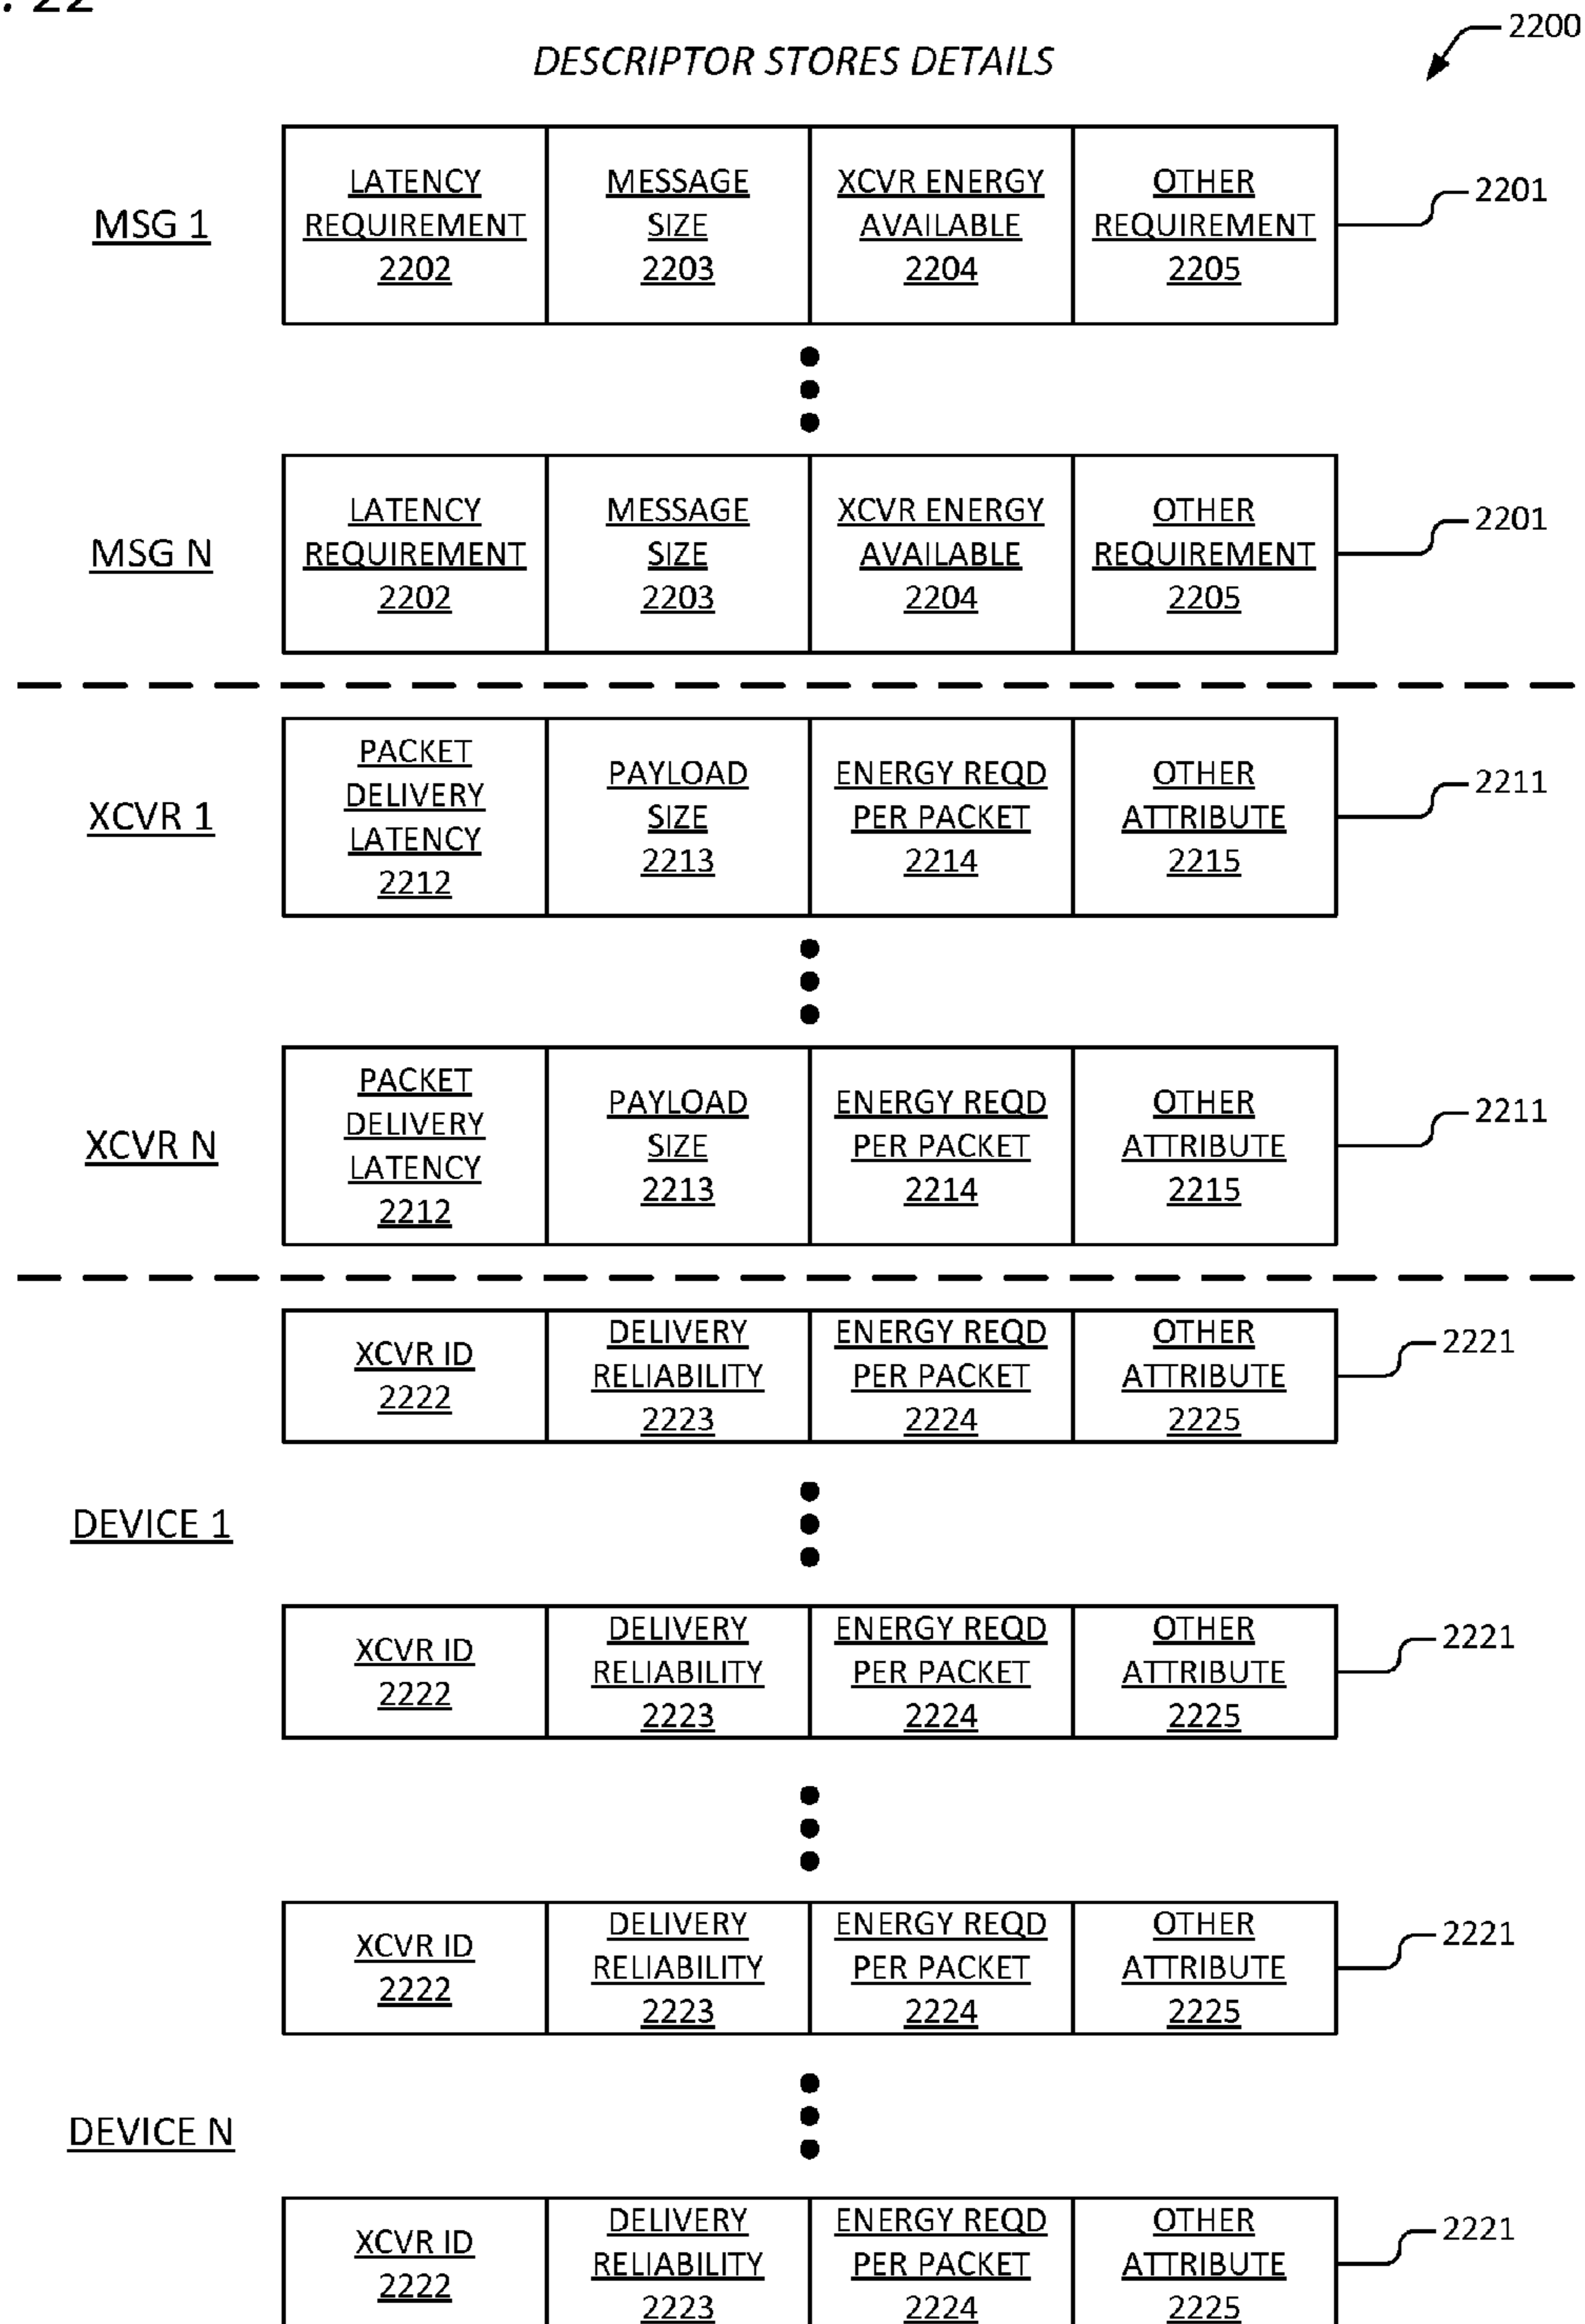 . 22
2200
DESCRIPTOR STORES DETAILS
MSG 1
LATENCY
REQUIREMENT
2202
MESSAGE
SIZE
2203
XCVR ENERGY
AVAILABLE
2204
OTHER
REQUIREMENT
2205
2201
MSG N
LATENCY
REQUIREMENT
2202
MESSAGE
SIZE
2203
XCVR ENERGY
AVAILABLE
2204
OTHER
REQUIREMENT
2205
2201
XCVR 1
PACKET
DELIVERY
LATENCY
2212
PAYLOAD
SIZE
2213
ENERGY REQD
PER PACKET
2214
OTHER
ATTRIBUTE
2215
2211
XCVR N
PACKET
DELIVERY
LATENCY
2212
PAYLOAD
SIZE
2213
ENERGY REQD
PER PACKET
2214
OTHER
ATTRIBUTE
2215
2211
XCVR ID
2222
DELIVERY
RELIABILITY
2223
ENERGY REQD
PER PACKET
2224
OTHER
ATTRIBUTE
2225
2221
DEVICE 1
XCVR ID
2222
DELIVERY
RELIABILITY
2223
ENERGY REQD
PER PACKET
2224
OTHER
ATTRIBUTE
2225
2221
XCVR ID
2222
DELIVERY
RELIABILITY
2223
ENERGY REQD
PER PACKET
2224
OTHER
ATTRIBUTE
2225
2221
DEVICE N
XCVR ID
2222
DELIVERY
RELIABILITY
2223
ENERGY REQD
PER PACKET
2224
OTHER
ATTRIBUTE
2225
2221